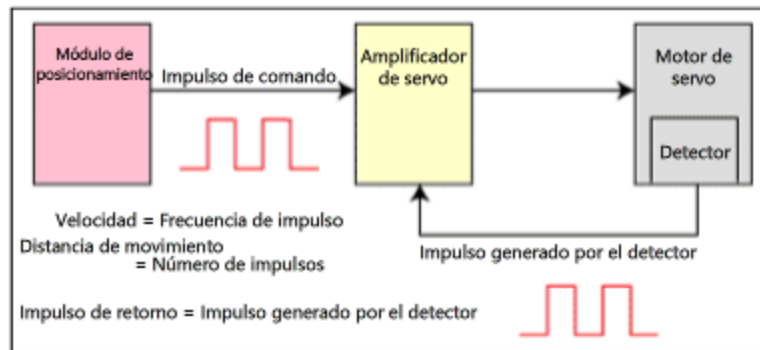 Módulo de
posicionamiento
Impulso de comando
Amplificador
de servo
Motor de
servo
Detector
Velocidad = Frecuencia de impulso
Distancia de movimiento
= Número de impulsos
Impulso generado por el detector
Impulso de retorno = Impulso generado por el detector